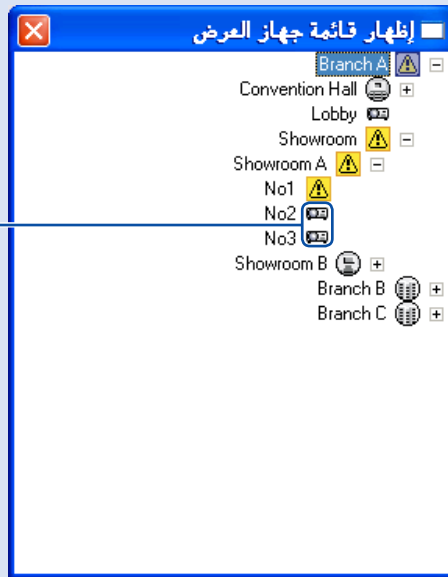 إظهار قائمة جهاز العرض
Branch A
Convention Hall
Lobby
Showroom
Showroom A
No1
No2
No3
Showroom B
Branch B
Branch C